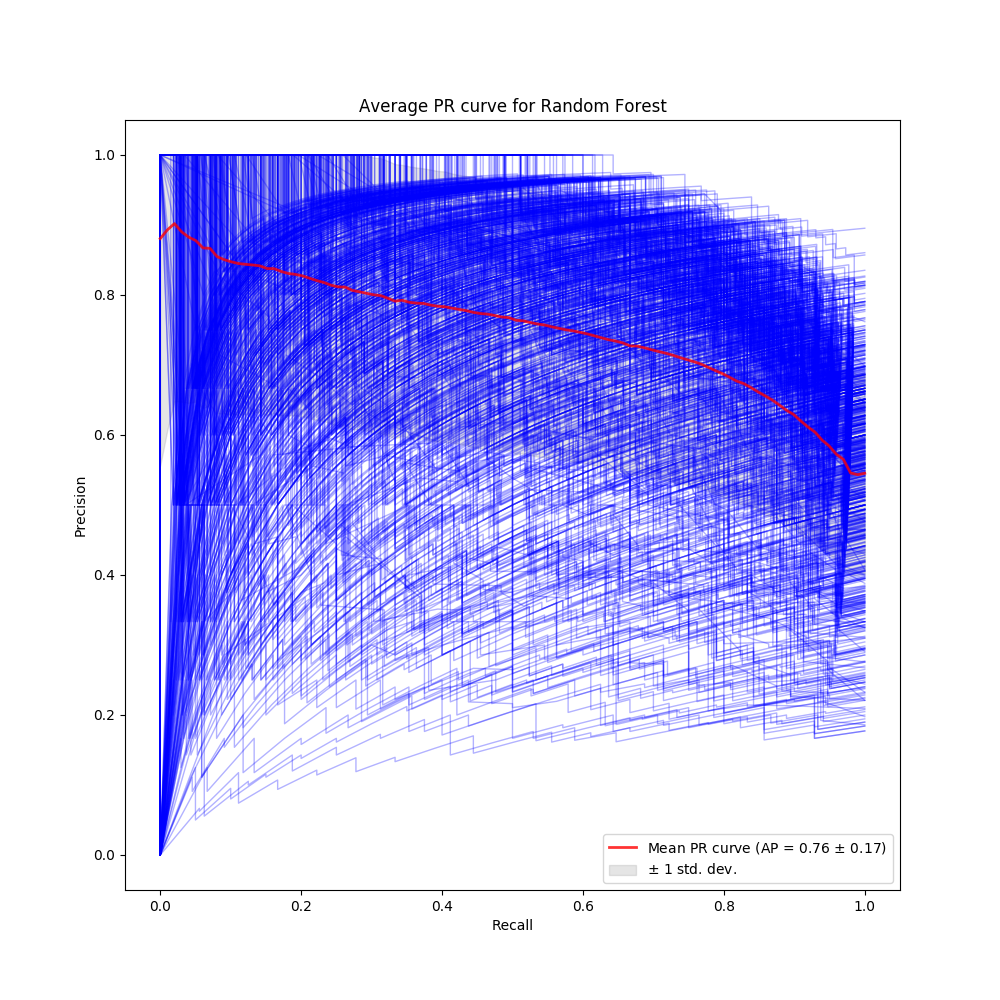 Average PR curve for Random Forest
1.0
0.8
0.6
0.4
0.2
0.0
Precision
Mean PR curve (AP = 0.76 ± 0.17)
± 1 std. dev.
0.0 0.2 0.4 0.6 0.8 1.0
Recall